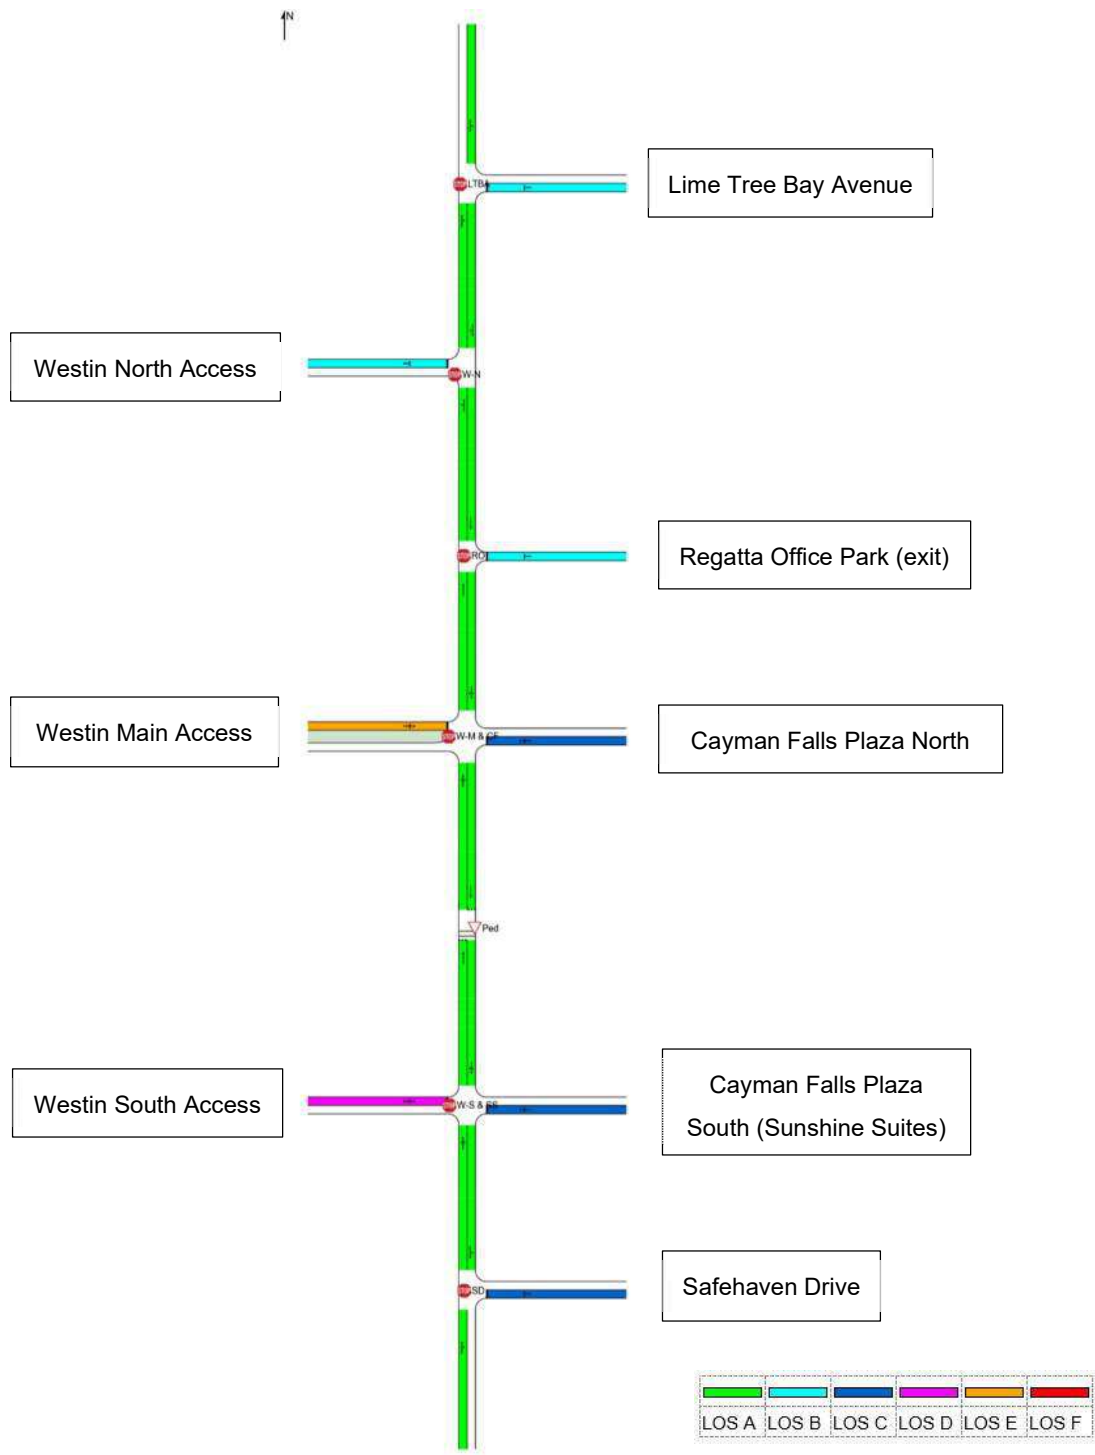 N
LTBA
Lime Tree Bay Avenue
Westin North Access
W-N
RO
Regatta Office Park (exit)
Westin Main Access
W-M & CF
Cayman Falls Plaza North
Ped
Westin South Access
W-S & SS
Cayman Falls Plaza
South (Sunshine Suites)
SD
Safehaven Drive
LOS A LOS B LOS C LOS D LOS E LOS F